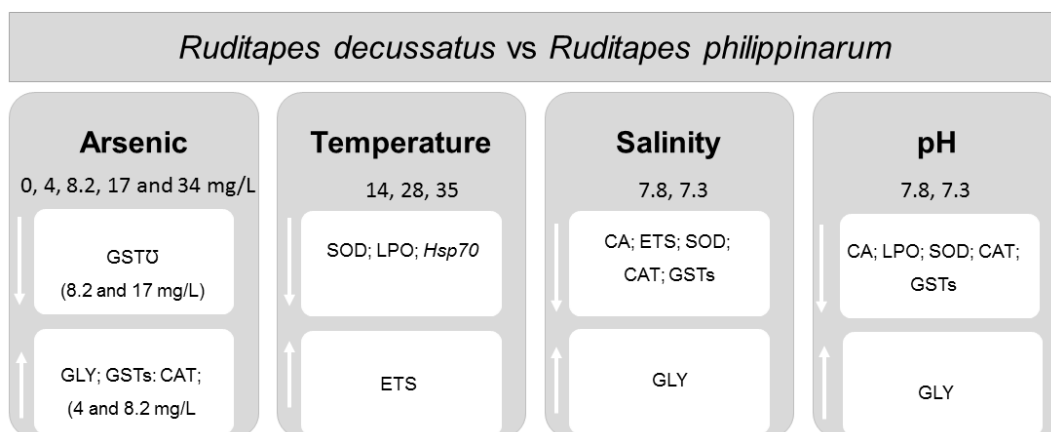 Ruditapes decussatus vs Ruditapes philippinarum
Arsenic
0, 4, 8.2, 17 and 34 mg/L
GSTƱ
(8.2 and 17 mg/L)
GLY; GSTs: CAT;
(4 and 8.2 mg/L
Temperature
14, 28, 35
SOD; LPO; Hsp70
ETS
Salinity
7.8, 7.3
CA; ETS; SOD;
CAT; GSTs
GLY
pH
7.8, 7.3
CA; LPO; SOD; CAT;
GSTs
GLY